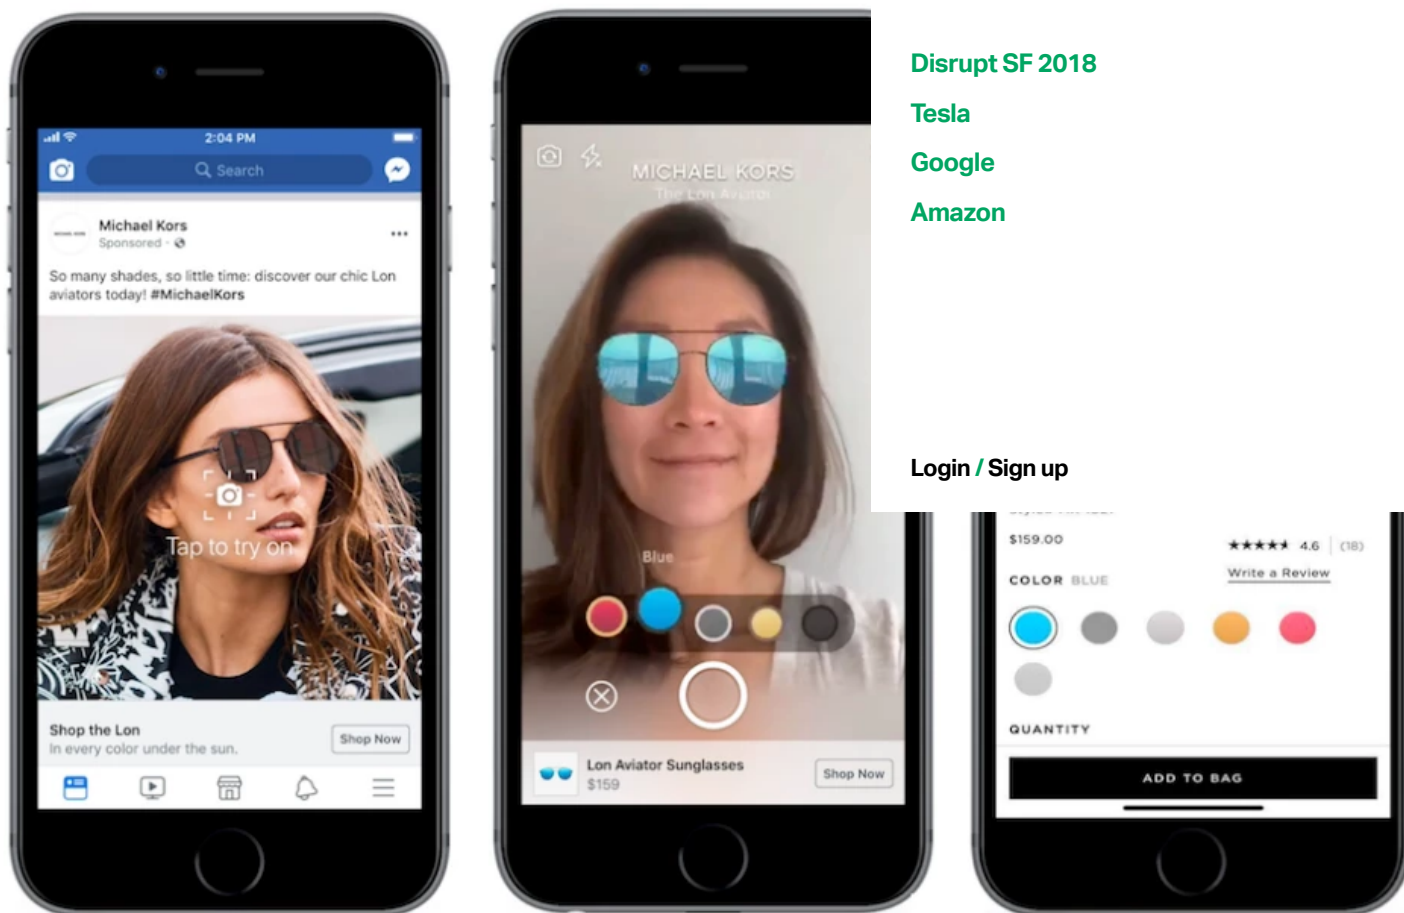 2:04 PM
Search
Michael Kors
Sponsored ·
So many shades, so little time: discover our chic Lon
aviators today! #MichaelKors
Tap to try on
Shop the Lon
In every color under the sun.
Shop Now
MICHAEL KORS
The Lon Aviator
Blue
Lon Aviator Sunglasses
$159
Shop Now
Disrupt SF 2018
Tesla
Google
Amazon
Login / Sign up
$159.00
4.6 (18)
Write a Review
COLOR BLUE
QUANTITY
ADD TO BAG